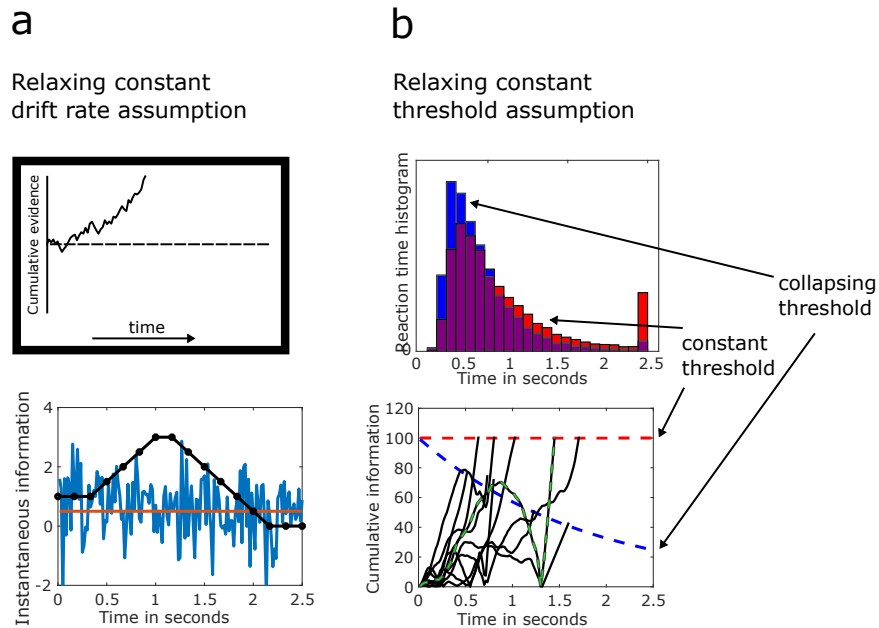 a
Relaxing constant
drift rate assumption
Cumulative evidence
time
Instantaneous information
4
2
0
-2
0
0.5
1
1.5
2
2.5
Time in seconds
b
Relaxing constant
threshold assumption
Reaction time histogram
0
0.5
1
1.5
2
2.5
Time in seconds
collapsing
threshold
constant
threshold
Cumulative information
120
100
80
60
40
20
0
0
0.5
1
1.5
2
2.5
Time in seconds